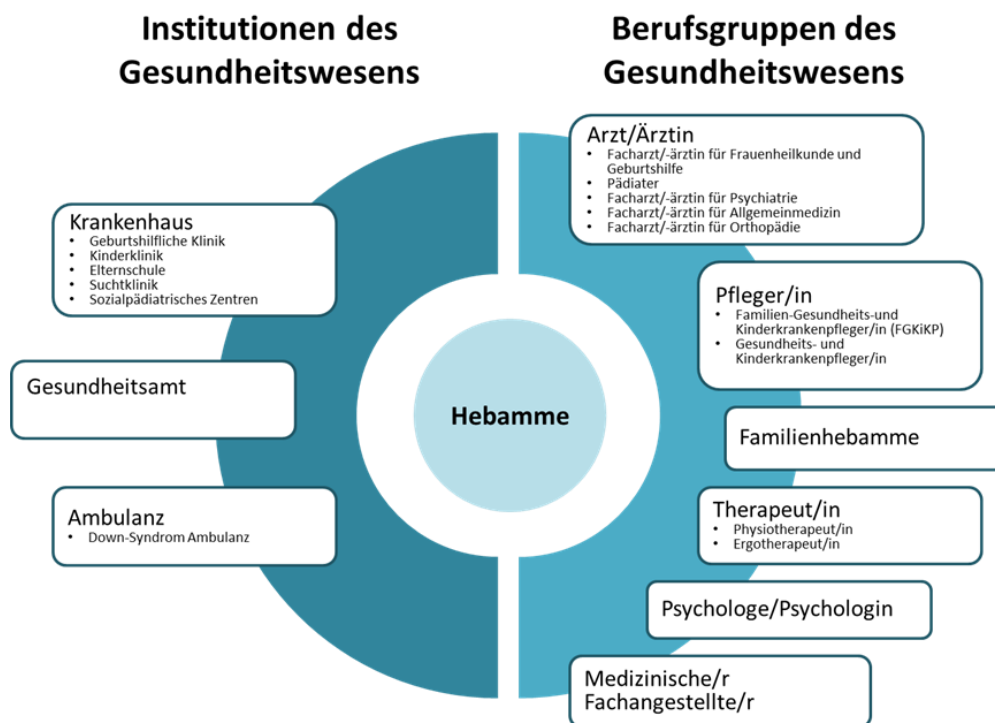 Institutionen des
Gesundheitswesens
Berufsgruppen des
Gesundheitswesens
Krankenhaus
• Geburtshilfliche Klinik
• Kinderklinik
• Elternschule
• Suchtklinik
• Sozialpädiatrisches Zentren
Gesundheitsamt
Ambulanz
• Down-Syndrom Ambulanz
Hebamme
Arzt/Ärztin
• Facharzt/-ärztin für Frauenheilkunde und
Geburtshilfe
• Pädiater
• Facharzt/-ärztin für Psychiatrie
• Facharzt/-ärztin für Allgemeinmedizin
• Facharzt/-ärztin für Orthopädie
Pfleger/in
• Familien-Gesundheits-und
Kinderkrankenpfleger/in (FGKiKP)
• Gesundheits- und
Kinderkrankenpfleger/in
Familienhebamme
Therapeut/in
• Physiotherapeut/in
• Ergotherapeut/in
Psychologe/Psychologin
Medizinische/r
Fachangestellte/r